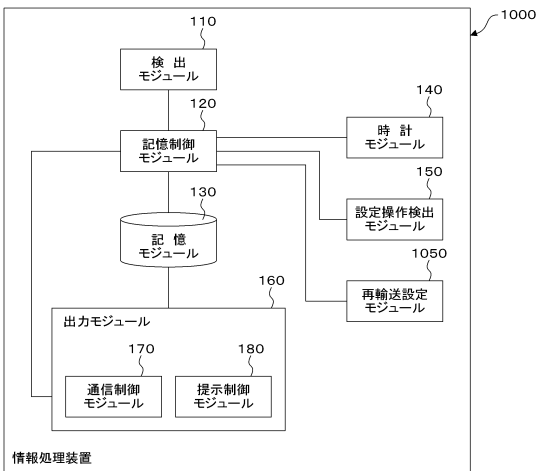 1000
110
検 出
モジュール
120
記憶制御
モジュール
140
時 計
モジュール
150
設定操作検出
モジュール
130
記 憶
モジュール
1050
再輸送設定
モジュール
160
出力モジュール
170
通信制御
モジュール
180
提示制御
モジュール
情報処理装置